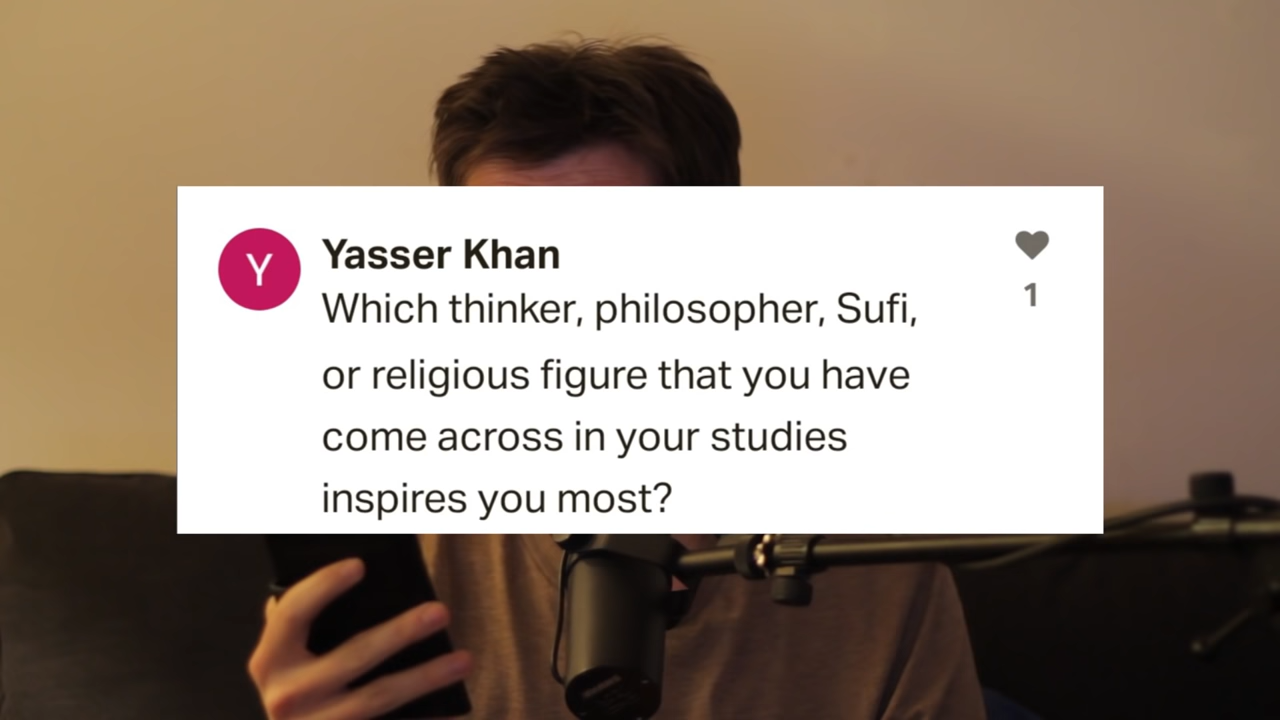 Y
Yasser Khan
Which thinker, philosopher, Sufi,
or religious figure that you have
come across in your studies
inspires you most?
1